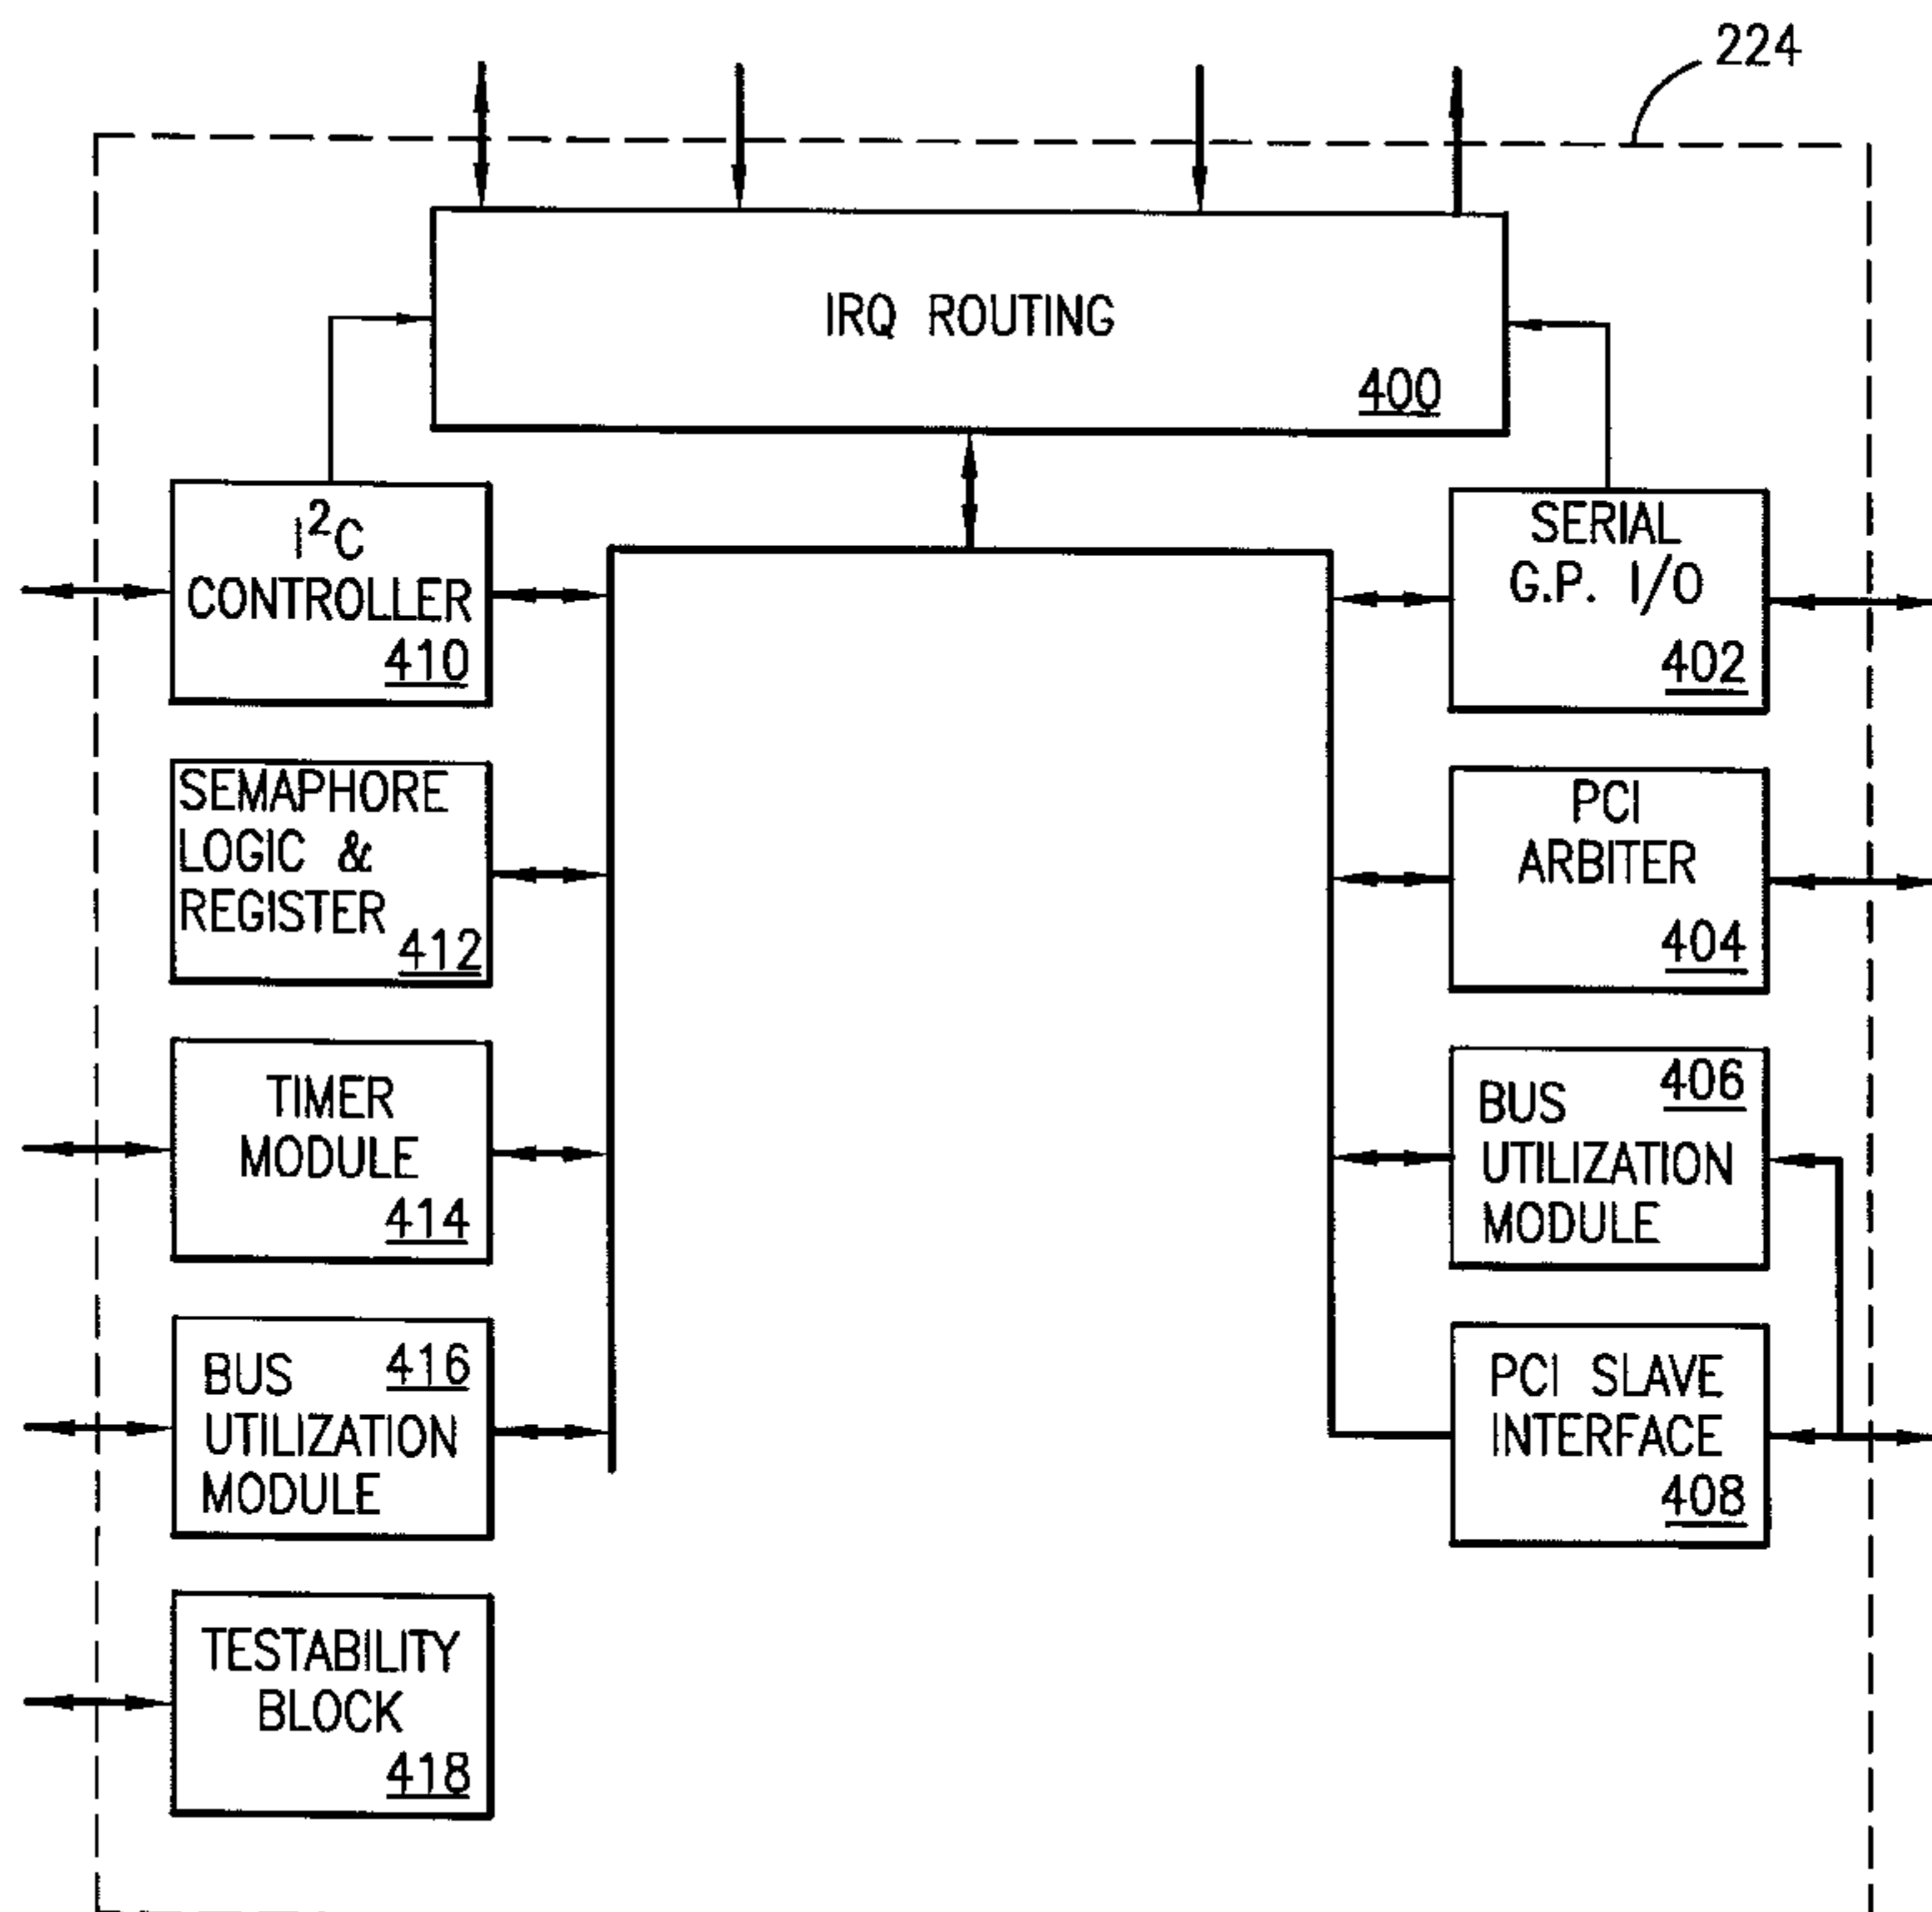 224
IRQ ROUTING
400
I²C
CONTROLLER
410
SERIAL
G.P. I/O
402
SEMAPHORE
LOGIC &
REGISTER
412
PCI
ARBITER
404
TIMER
MODULE
414
406
BUS
UTILIZATION
MODULE
416
BUS
UTILIZATION
MODULE
PCI SLAVE
INTERFACE
408
TESTABILITY
BLOCK
418